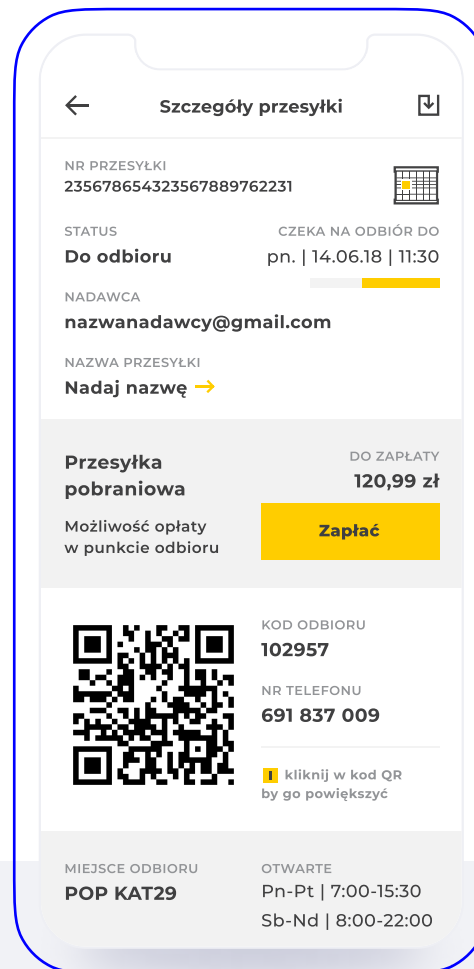 Szczegóły przesyłki
NR PRZESYŁKI
235678654323567889762231
STATUS
Do odbioru
CZEKA NA ODBIÓR DO
pn. | 14.06.18 | 11:30
NADAWCA
nazwanadawcy@gmail.com
NAZWA PRZESYŁKI
Nadaj nazwę →
Przesyłka
pobraniowa
Możliwość opłaty
w punkcie odbioru
DO ZAPŁATY
120,99 zł
Zapłać
KOD ODBIORU
102957
NR TELEFONU
691 837 009
kliknij w kod QR
by go powiększyć
MIEJSCE ODBIORU
POP KAT29
OTWARTE
Pn-Pt | 7:00-15:30
Sb-Nd | 8:00-22:00